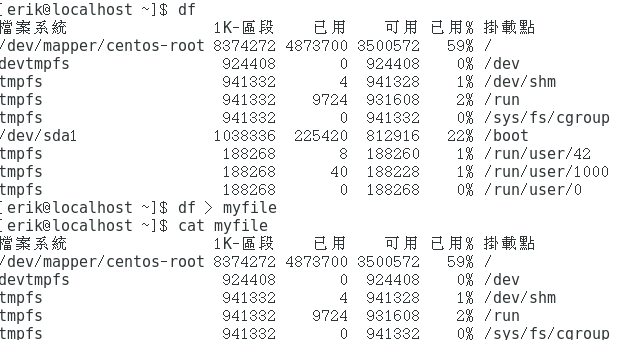 [erik@localhost ~]$ df
檔案系統 1K-區段 已用 可用 已用% 掛載點
/dev/mapper/centos-root 8374272 4873700 3500572 59% /
devtmpfs 924408 0 924408 0% /dev
tmpfs 941332 4 941328 1% /dev/shm
tmpfs 941332 9724 931608 2% /run
tmpfs 941332 0 941332 0% /sys/fs/cgroup
/dev/sda1 1038336 225420 812916 22% /boot
tmpfs 188268 8 188260 1% /run/user/42
tmpfs 188268 40 188228 1% /run/user/1000
tmpfs 188268 0 188268 0% /run/user/0
[erik@localhost ~]$ df > myfile
[erik@localhost ~]$ cat myfile
檔案系統 1K-區段 已用 可用 已用% 掛載點
/dev/mapper/centos-root 8374272 4873700 3500572 59% /
devtmpfs 924408 0 924408 0% /dev
tmpfs 941332 4 941328 1% /dev/shm
tmpfs 941332 9724 931608 2% /run
tmpfs 941332 0 941332 0% /sys/fs/cgroup